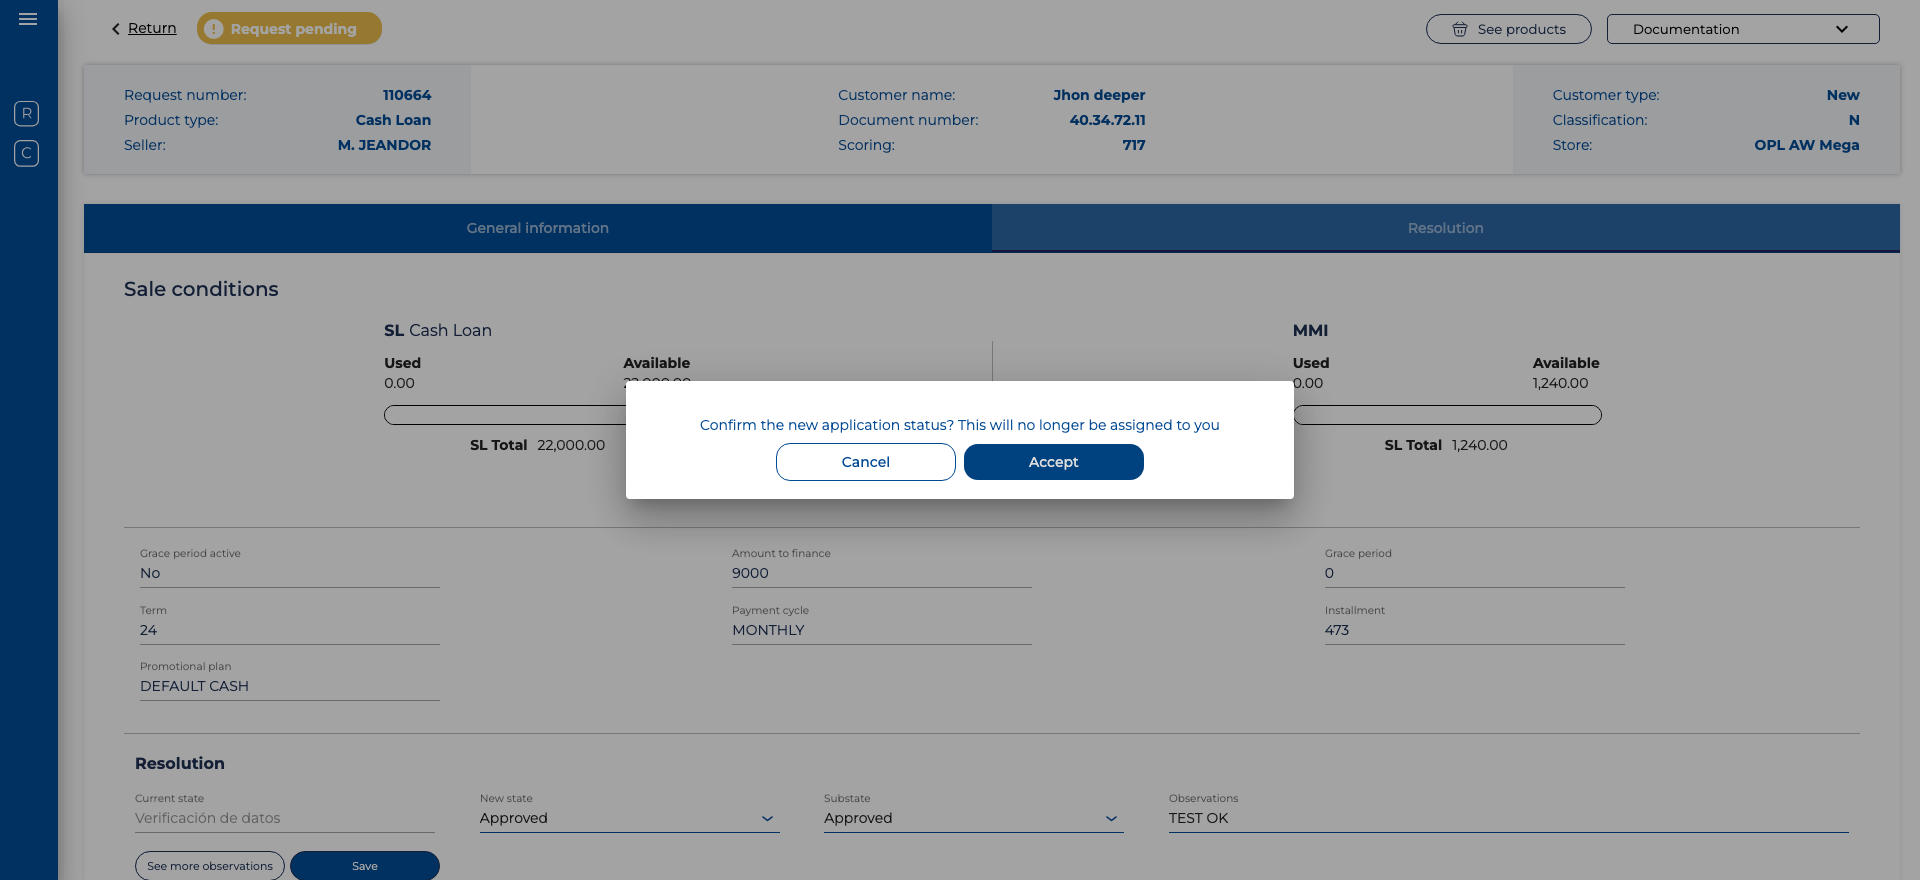 Return
Request pending
See products
Documentation
R
C
Request number: 110664
Product type: Cash Loan
Seller: M. JEANDOR
Customer name: Jhon deeper
Document number: 40.34.72.11
Scoring: 717
Customer type: New
Classification: N
Store: OPL AW Mega
General information
Resolution
Sale conditions
SL Cash Loan
Used Available
0.00 22,000.00
SL Total 22,000.00
MMI
Used Available
0.00 1,240.00
SL Total 1,240.00
Confirm the new application status? This will no longer be assigned to you
Cancel
Accept
Grace period active
No
Amount to finance
9000
Grace period
0
Term
24
Payment cycle
MONTHLY
Installment
473
Promotional plan
DEFAULT CASH
Resolution
Current state
Verificación de datos
New state
Approved
Substate
Approved
Observations
TEST OK
See more observations
Save